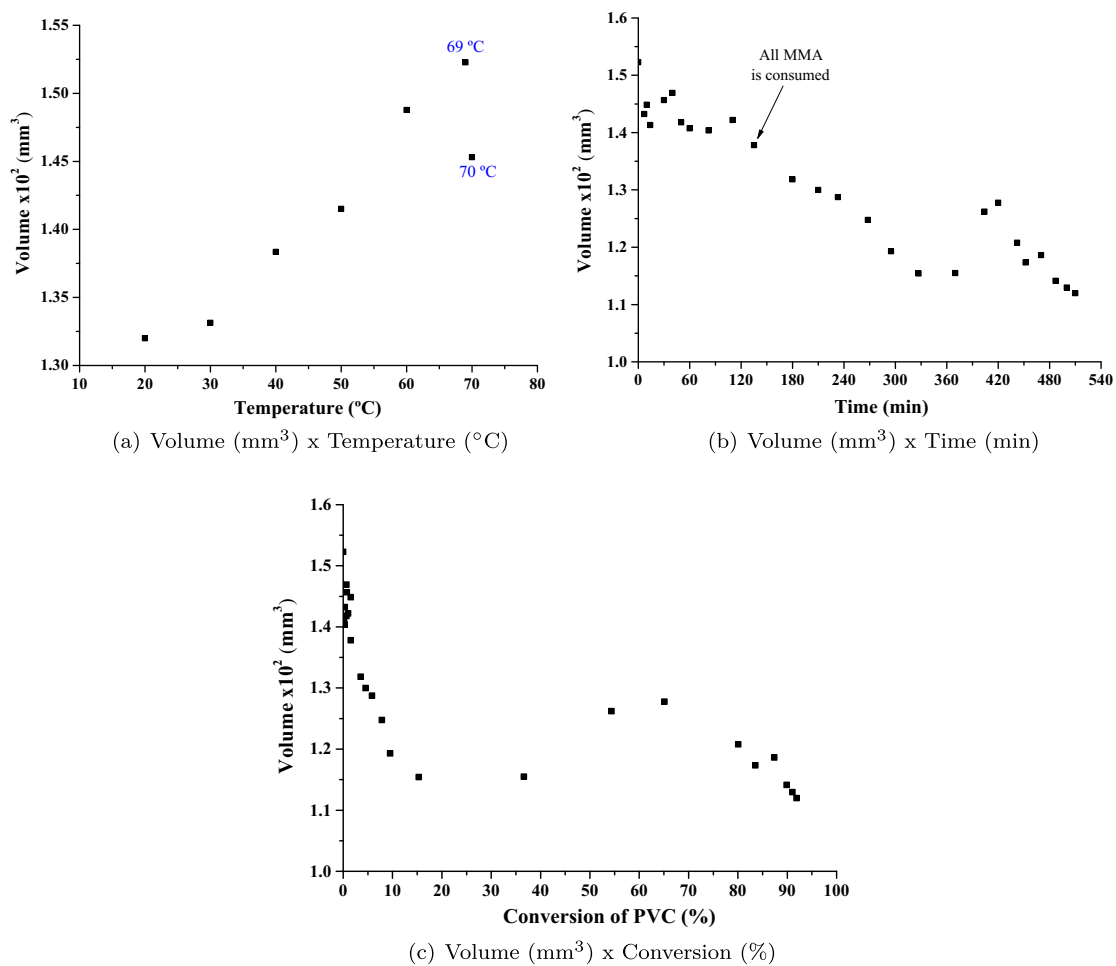 1.55
1.50
1.45
1.40
1.35
1.30
10 20 30 40 50 60 70 80
69 ºC
70 ºC
Volume x10² (mm³)
Temperature (ºC)
(a) Volume (mm³) x Temperature (°C)
1.6
1.5
1.4
1.3
1.2
1.1
1.0
0 60 120 180 240 300 360 420 480 540
All MMA
is consumed
Volume x10² (mm³)
Time (min)
(b) Volume (mm³) x Time (min)
1.6
1.5
1.4
1.3
1.2
1.1
1.0
0 10 20 30 40 50 60 70 80 90 100
Volume x10² (mm³)
Conversion of PVC (%)
(c) Volume (mm³) x Conversion (%)